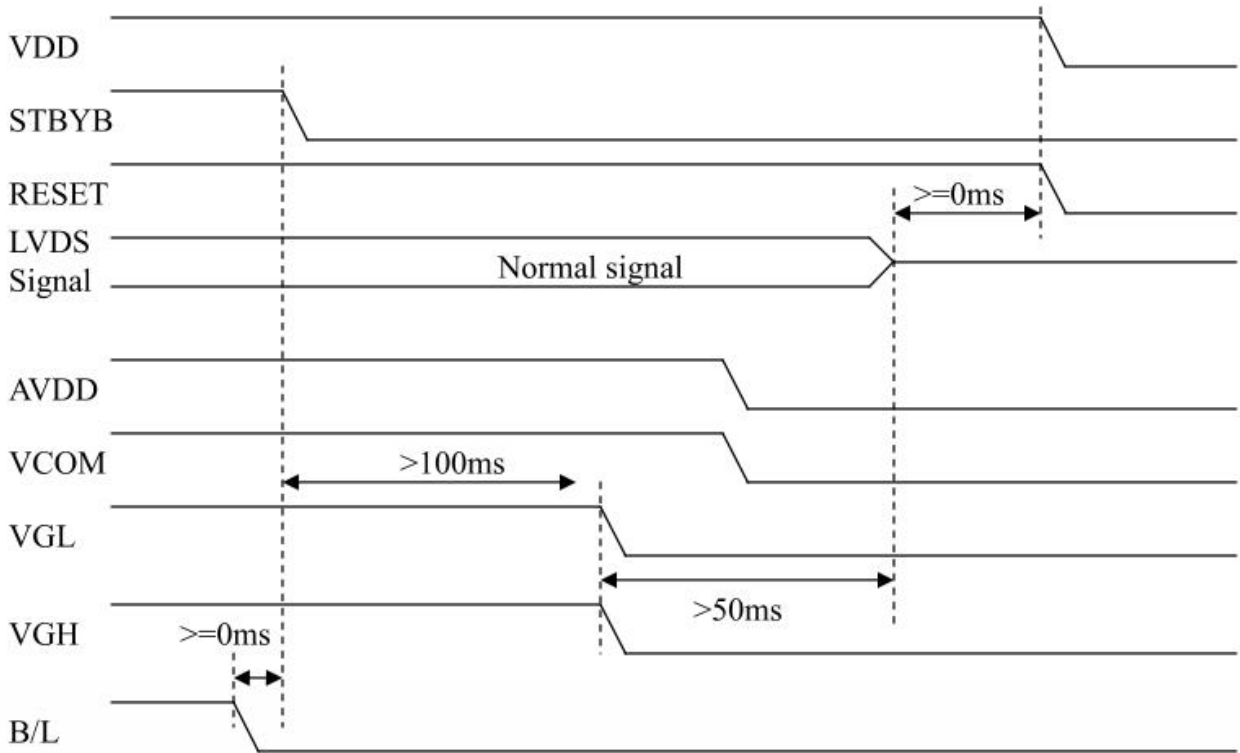 VDD
STBYB
RESET
>=0ms
LVDS
Signal
Normal signal
AVDD
VCOM
>100ms
VGL
>50ms
VGH
>=0ms
B/L